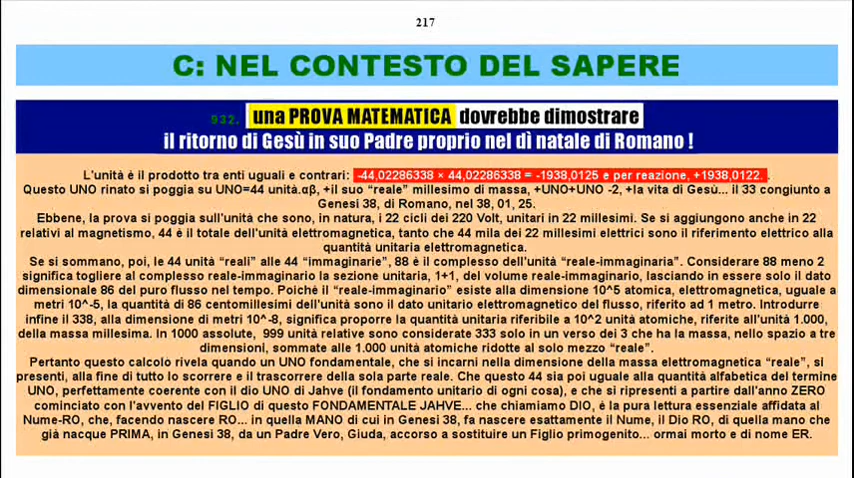 217
C: NEL CONTESTO DEL SAPERE
932. una PROVA MATEMATICA dovrebbe dimostrare
il ritorno di Gesù in suo Padre proprio nel dì natale di Romano !
L'unità è il prodotto tra enti uguali e contrari: -44,02286338 × 44,02286338 = -1938,0125 e per reazione, +1938,0122.
Questo UNO rinato si poggia su UNO=44 unità.αβ, +il suo “reale” millesimo di massa, +UNO+UNO -2, +la vita di Gesù... il 33 congiunto a
Genesi 38, di Romano, nel 38, 01, 25.
Ebbene, la prova si poggia sull'unità che sono, in natura, i 22 cicli dei 220 Volt, unitari in 22 millesimi. Se si aggiungono anche in 22
relativi al magnetismo, 44 è il totale dell'unità elettromagnetica, tanto che 44 mila dei 22 millesimi elettrici sono il riferimento elettrico alla
quantità unitaria elettromagnetica.
Se si sommano, poi, le 44 unità “reali” alle 44 “immaginarie”, 88 è il complesso dell'unità “reale-immaginaria”. Considerare 88 meno 2
significa togliere al complesso reale-immaginario la sezione unitaria, 1+1, del volume reale-immaginario, lasciando in essere solo il dato
dimensionale 86 del puro flusso nel tempo. Poiché il “reale-immaginario” esiste alla dimensione 10^5 atomica, elettromagnetica, uguale a
metri 10^-5, la quantità di 86 centomillesimi dell'unità sono il dato unitario elettromagnetico del flusso, riferito ad 1 metro. Introdurre
infine il 338, alla dimensione di metri 10^-8, significa proporre la quantità unitaria riferibile a 10^2 unità atomiche, riferite all'unità 1.000,
della massa millesima. In 1000 assolute, 999 unità relative sono considerate 333 solo in un verso dei 3 che ha la massa, nello spazio a tre
dimensioni, sommate alle 1.000 unità atomiche ridotte al solo mezzo “reale”.
Pertanto questo calcolò rivela quando un UNO fondamentale, che si incarni nella dimensione della massa elettromagnetica “reale”, si
presenti, alla fine di tutto lo scorrere e il trascorrere della sola parte reale. Che questo 44 sia poi uguale alla quantità alfabetica del termine
UNO, perfettamente coerente con il dio UNO di Jahve (il fondamento unitario di ogni cosa), e che si ripresenti a partire dall'anno ZERO
cominciato con l'avvento del FIGLIO di questo FONDAMENTALE JAHVE... che chiamiamo DIO, è la pura lettura essenziale affidata al
Nume-RO, che, facendo nascere RO... in quella MANO di cui in Genesi 38, fa nascere esattamente il Nume, il Dio RO, di quella mano che
già nacque PRIMA, in Genesi 38, da un Padre Vero, Giuda, accorso a sostituire un Figlio primogenito... ormai morto e di nome ER.